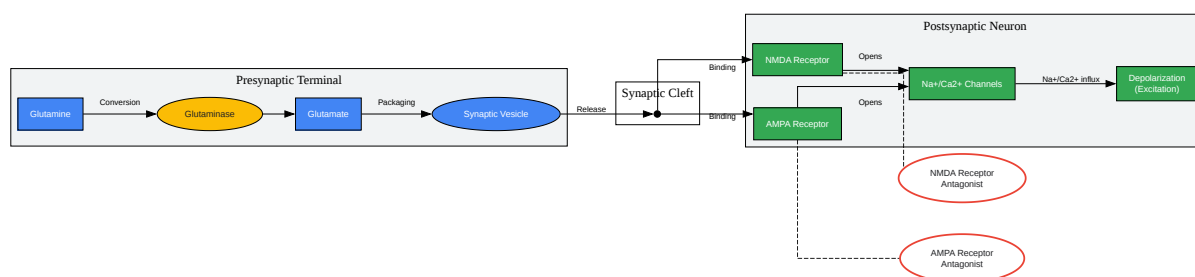 Postsynaptic Neuron
NMDA Receptor
Opens
Binding
Presynaptic Terminal
Synaptic Cleft
Na+/Ca2+ Channels
Na+/Ca2+ influx
Depolarization
(Excitation)
Glutamine
Conversion
Glutaminase
Glutamate
Packaging
Synaptic Vesicle
Release
Binding
AMPA Receptor
Opens
NMDA Receptor
Antagonist
AMPA Receptor
Antagonist